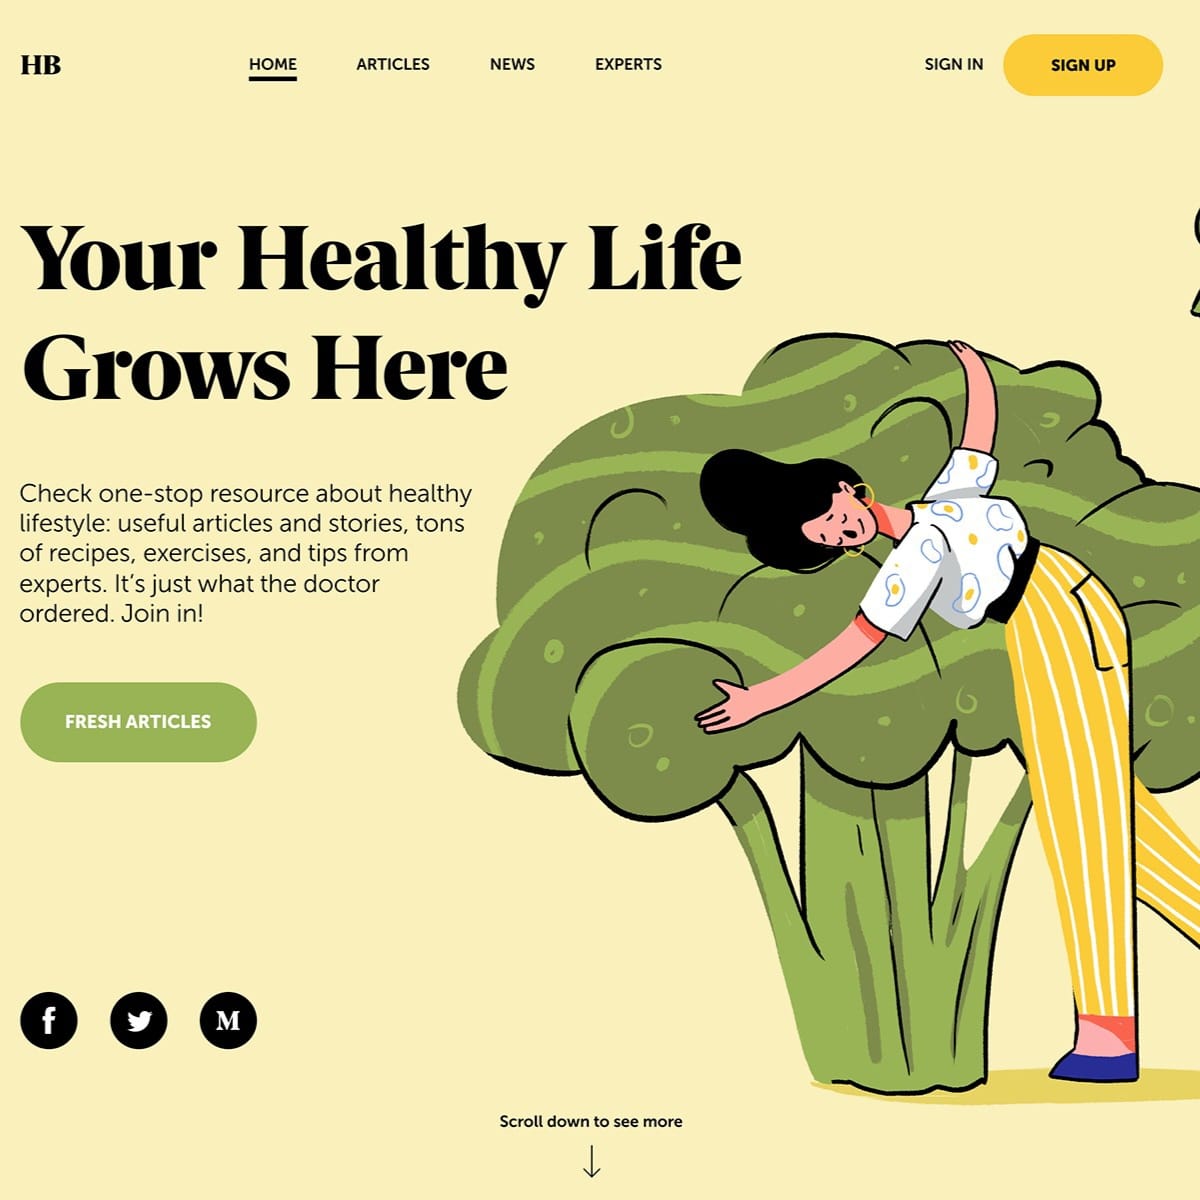 HB
HOME
ARTICLES
NEWS
EXPERTS
SIGN IN
SIGN UP
Your Healthy Life
Grows Here
Check one-stop resource about healthy
lifestyle: useful articles and stories, tons
of recipes, exercises, and tips from
experts. It’s just what the doctor
ordered. Join in!
FRESH ARTICLES
f
M
Scroll down to see more